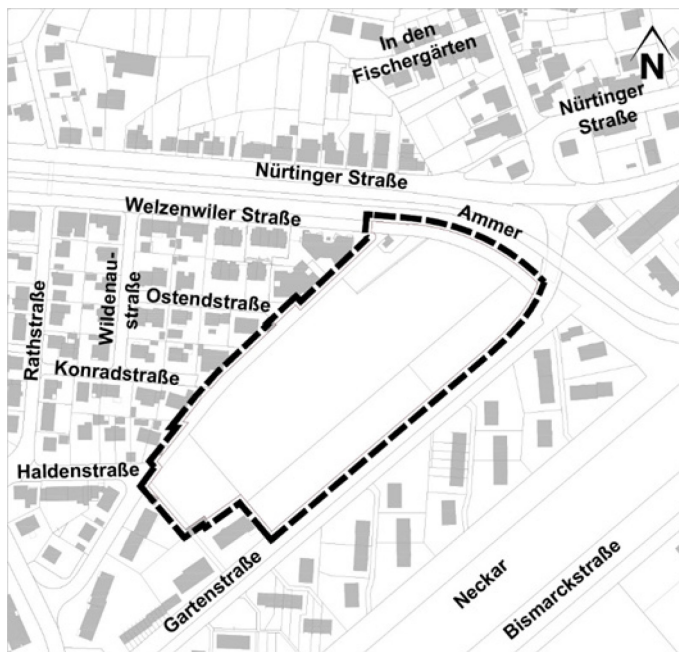 In den
Fischergärten
N
Nürtinger
Straße
Nürtinger Straße
Welzenwiler Straße
Ammer
Rathstraße
Wildenau-
straße
Ostendstraße
Konradstraße
Haldenstraße
Gartenstraße
Neckar
Bismarckstraße